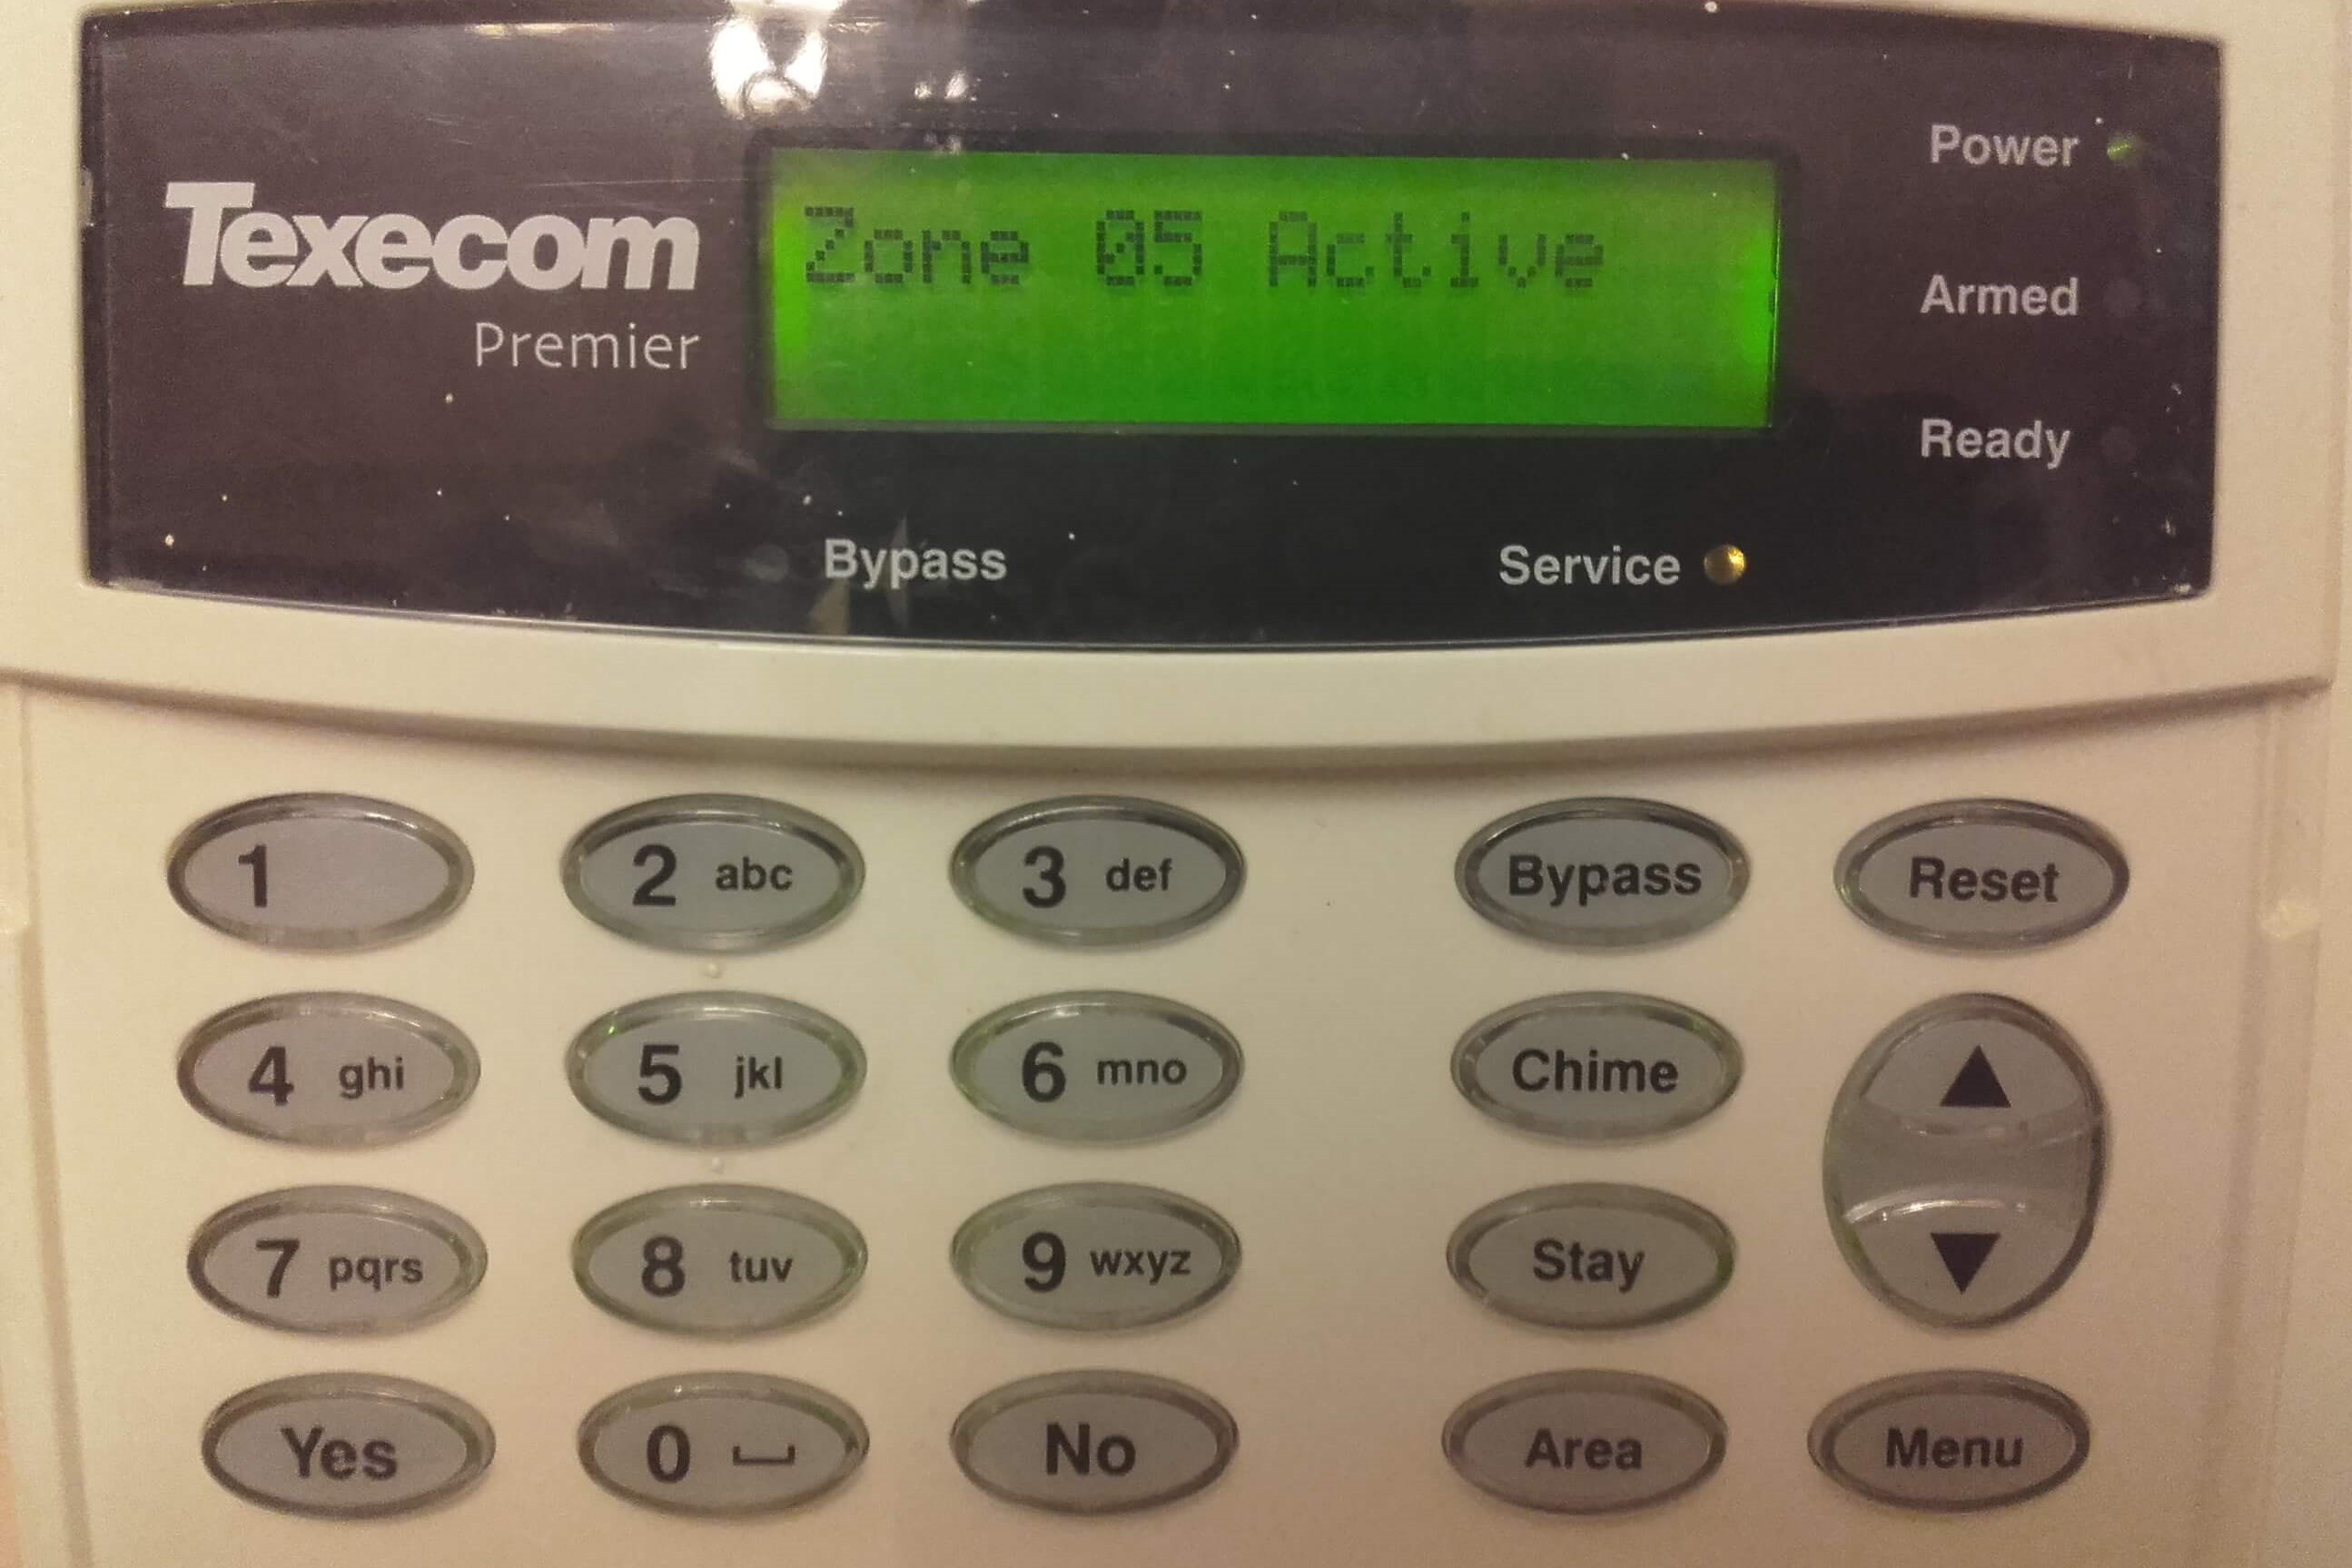 Texecom
Premier
Zone 05 Active
Power
Armed
Ready
Bypass
Service
1
2 abc
3 def
Bypass
Reset
4 ghi
5 jkl
6 mno
Chime
7 pqrs
8 tuv
9 wxyz
Stay
Yes
0
No
Area
Menu